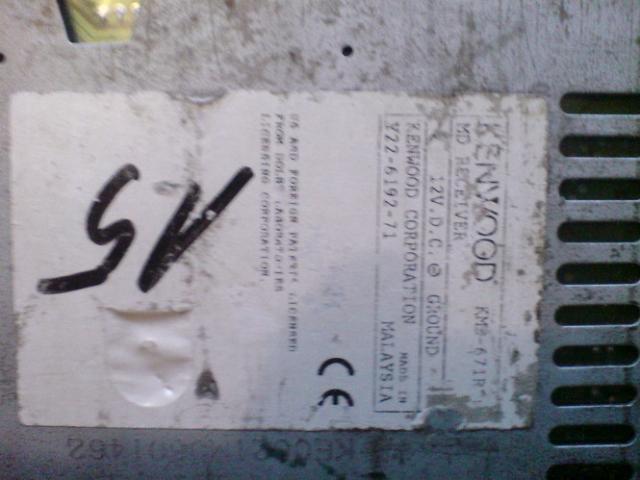 KENWOOD KMD-671R
MD RECEIVER
12V.D.C. ⊖ GROUND
KENWOOD CORPORATION
Y22-6192-71
MADE IN
MALAYSIA
US AND FOREIGN PATENTS LICENSED
FROM DOLBY LABORATORIES
LICENSING CORPORATION.
CE